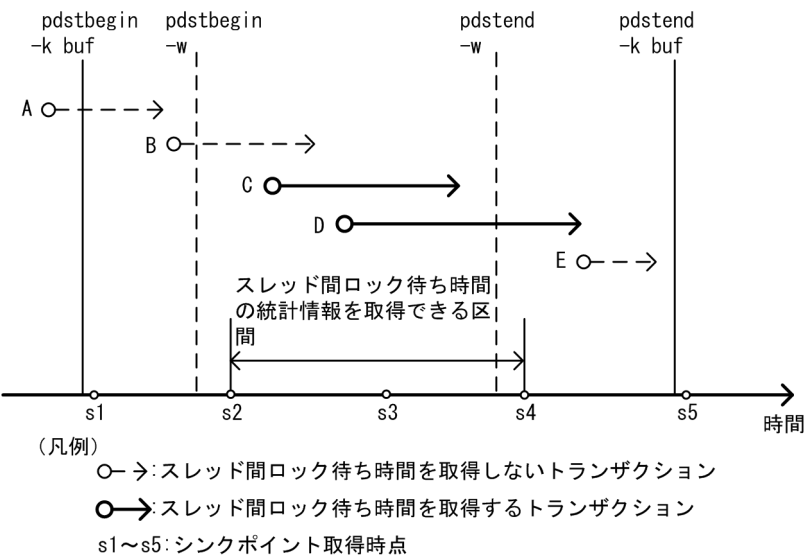 pdstbegin
-k buf
pdstbegin
-w
pdstend
-w
pdstend
-k buf
A
B
C
D
E
スレッド間ロック待ち時間
の統計情報を取得できる区
間
s1
s2
s3
s4
s5
時間
（凡例）
:スレッド間ロック待ち時間を取得しないトランザクション
:スレッド間ロック待ち時間を取得するトランザクション
s1～s5:シンクポイント取得時点